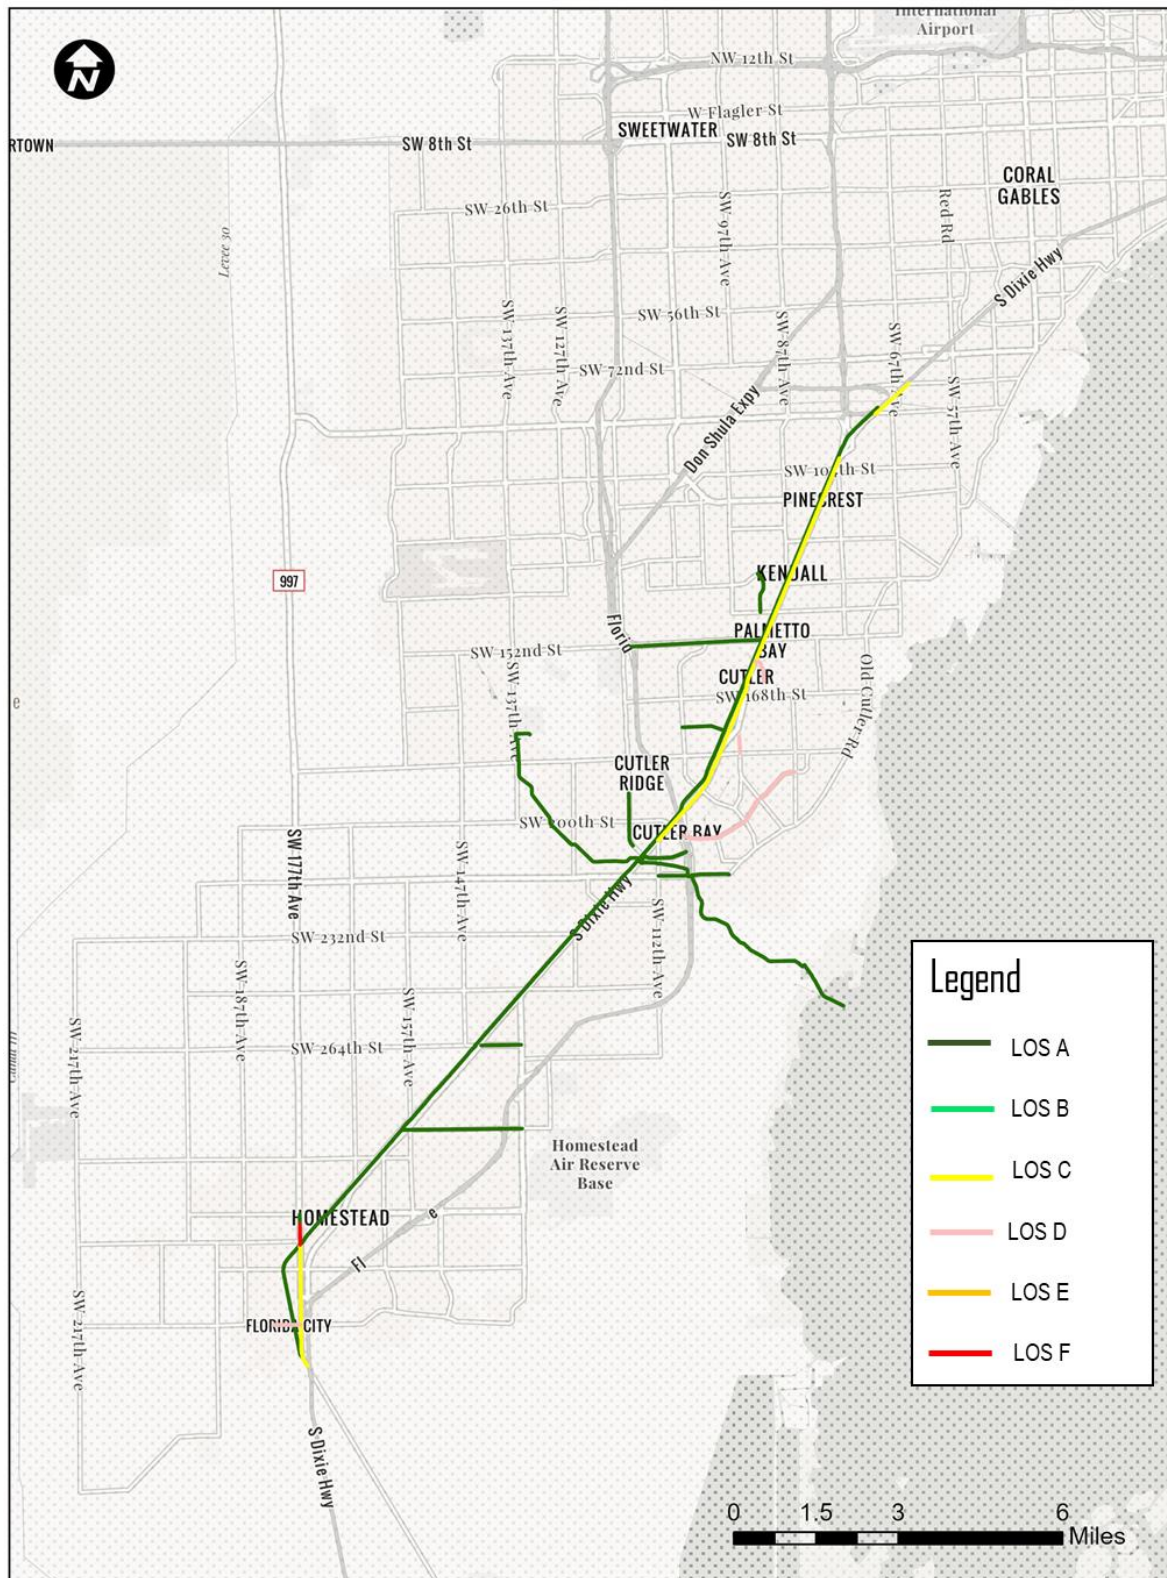 International
Airport
N
NW 12th St
W Flagler St
SWEETWATER
SW 8th St
RTOWN
SW 8th St
CORAL
GABLES
SW 26th St
SW 97th Ave
Red Rd
Levee 30
S Dixie Hwy
SW 137th Ave
SW 127th Ave
SW 56th St
SW 87th Ave
SW 67th Ave
SW 72nd St
SW 57th Ave
Don Shula Expy
SW 104th St
PINECREST
997
KENDALL
Florid
PALMETTO
BAY
SW 152nd St
SW 137th Ave
CUTLER
SW 168th St
Old Cutler Rd
e
CUTLER
RIDGE
SW 200th St
CUTLER BAY
SW 177th Ave
SW 147th Ave
S Dixie Hwy
SW 112th Ave
SW 232nd St
SW 187th Ave
SW 157th Ave
SW 217th Ave
SW 264th St
Homestead
Air Reserve
Base
HOMESTEAD
e
Fl
FLORIDA CITY
SW 217th Ave
S Dixie Hwy
Legend
LOS A
LOS B
LOS C
LOS D
LOS E
LOS F
0 1.5 3 6
Miles